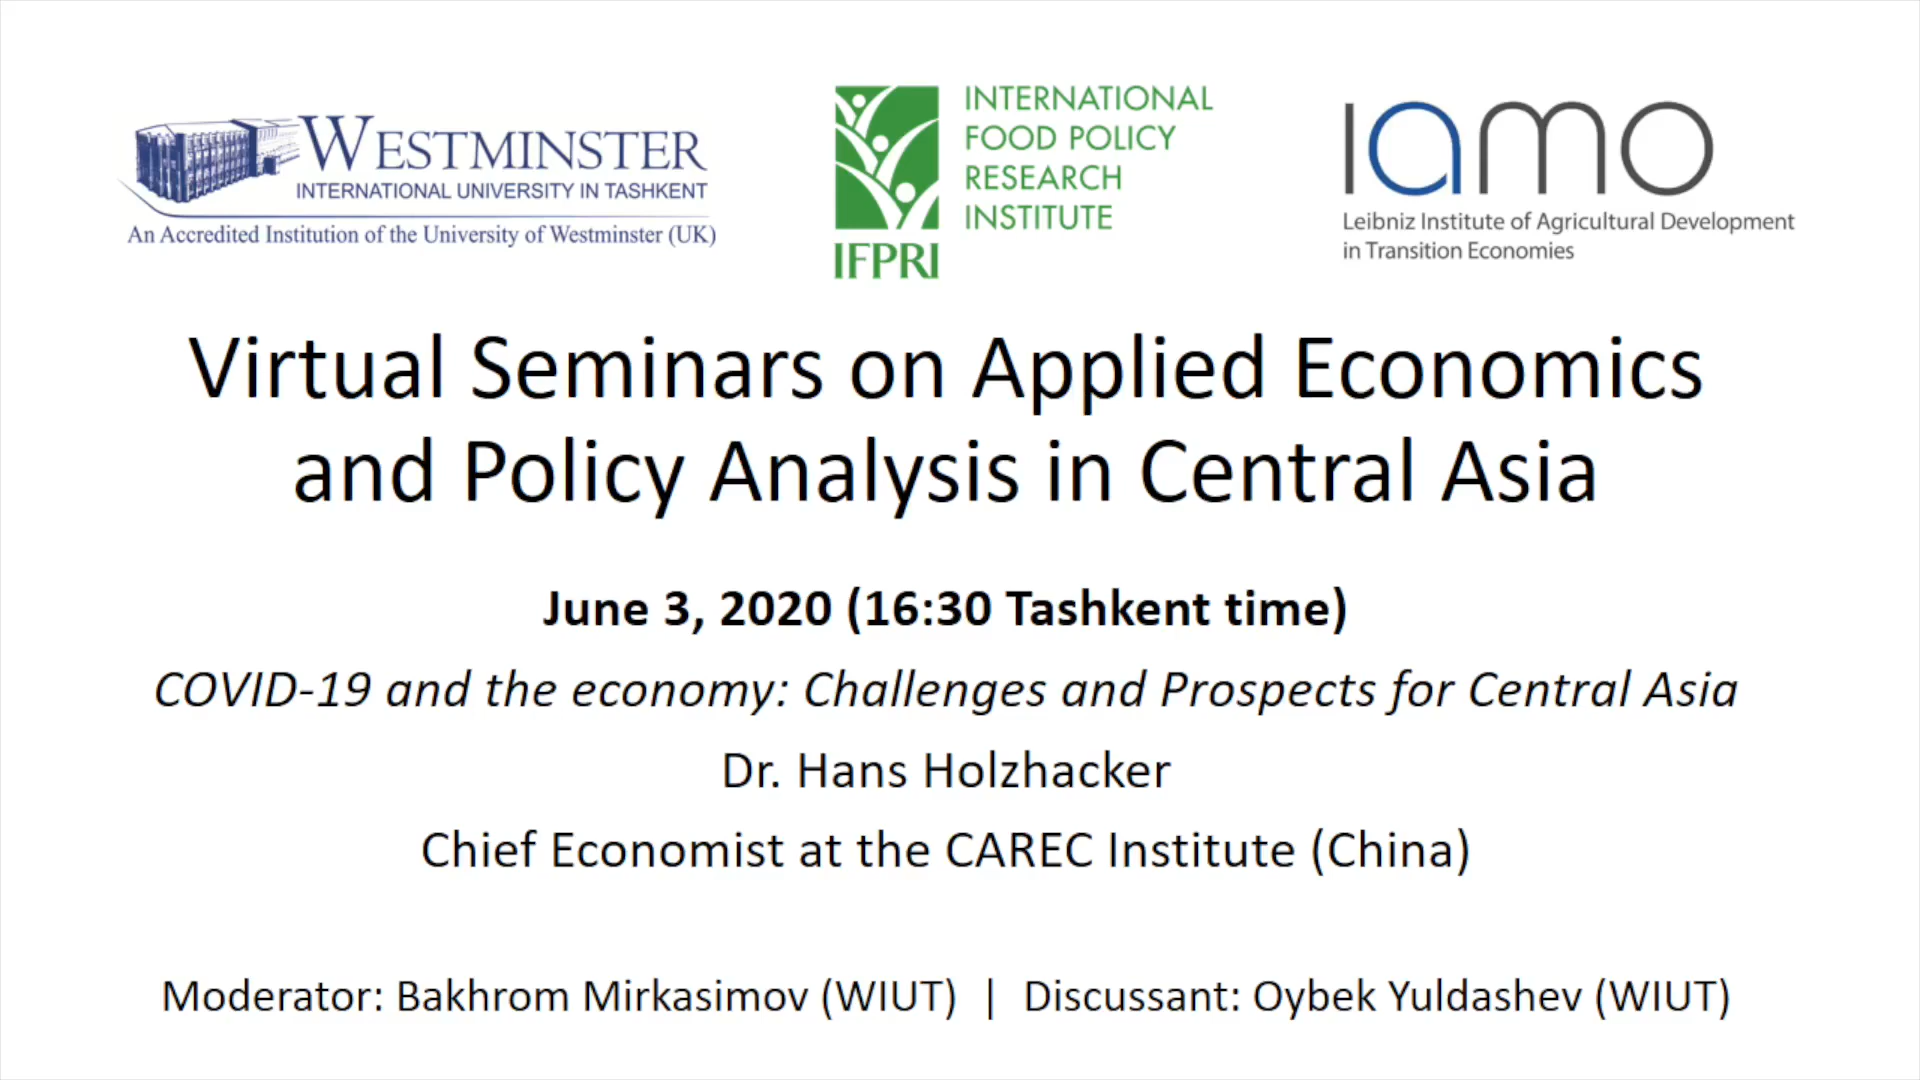 WESTMINSTER
INTERNATIONAL UNIVERSITY IN TASHKENT
An Accredited Institution of the University of Westminster (UK)
INTERNATIONAL
FOOD POLICY
RESEARCH
INSTITUTE
IFPRI
iamo
Leibniz Institute of Agricultural Development
in Transition Economies
Virtual Seminars on Applied Economics
and Policy Analysis in Central Asia
June 3, 2020 (16:30 Tashkent time)
COVID-19 and the economy: Challenges and Prospects for Central Asia
Dr. Hans Holzhacker
Chief Economist at the CAREC Institute (China)
Moderator: Bakhrom Mirkasimov (WIUT) | Discussant: Oybek Yuldashev (WIUT)